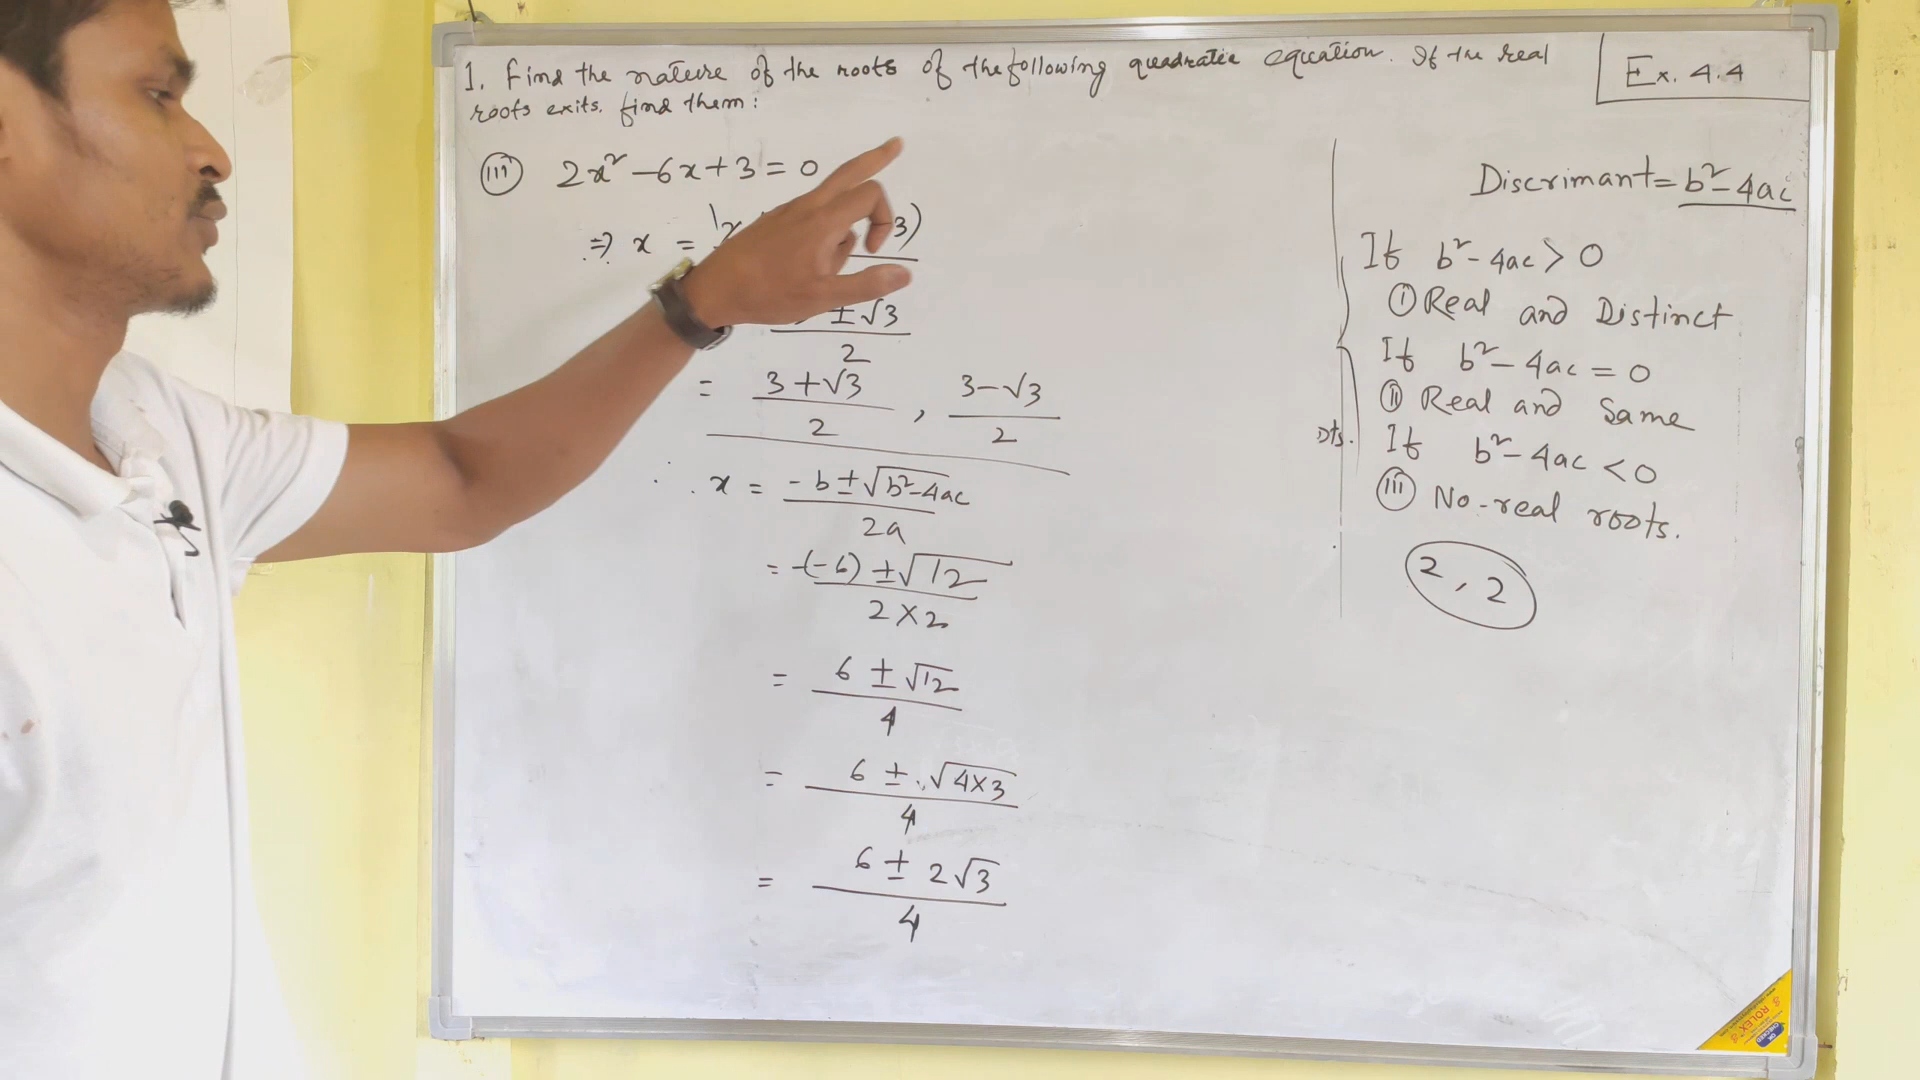 1. Find the nature of the roots of the following quadratic equation. If the real
roots exits. find them:
Ex. 4.4
(iii) 2x² - 6x + 3 = 0
⇒ x = 3)
± √3
2
= 3 + √3 / 2 , 3 - √3 / 2
∴ x = -b ± √b² - 4ac / 2a
= -(-6) ± √12 / 2 × 2
= 6 ± √12 / 4
= 6 ± √4×3 / 4
= 6 ± 2√3 / 4
Discrimant = b² - 4ac
If b² - 4ac > 0
(i) Real and Distinct
If b² - 4ac = 0
(ii) Real and Same
Dts. If b² - 4ac < 0
(iii) No-real roots.
2, 2
ROLEX